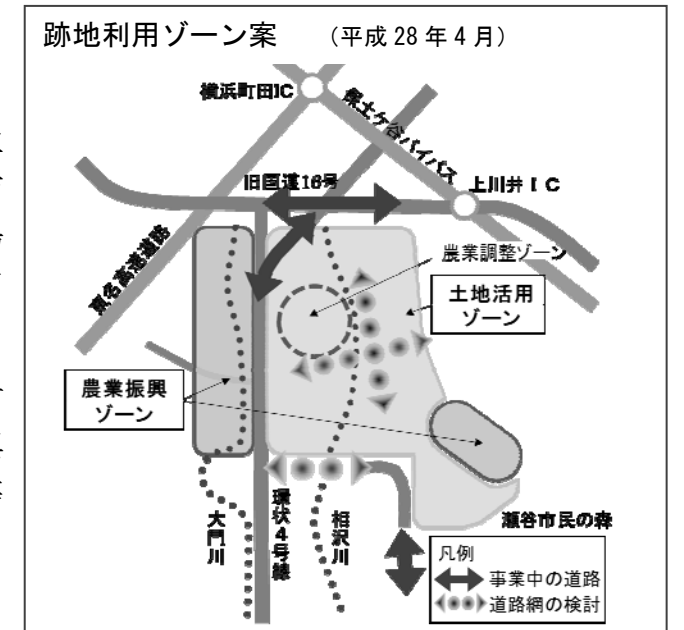 跡地利用ゾーン案 (平成28年4月)
横浜町田IC
保土ケ谷バイパス
旧国道16号
上川井IC
東名高速道路
農業調整ゾーン
土地活用
ゾーン
農業振興
ゾーン
大門川
環状4号線
相沢川
瀬谷市民の森
凡例
事業中の道路
道路網の検討